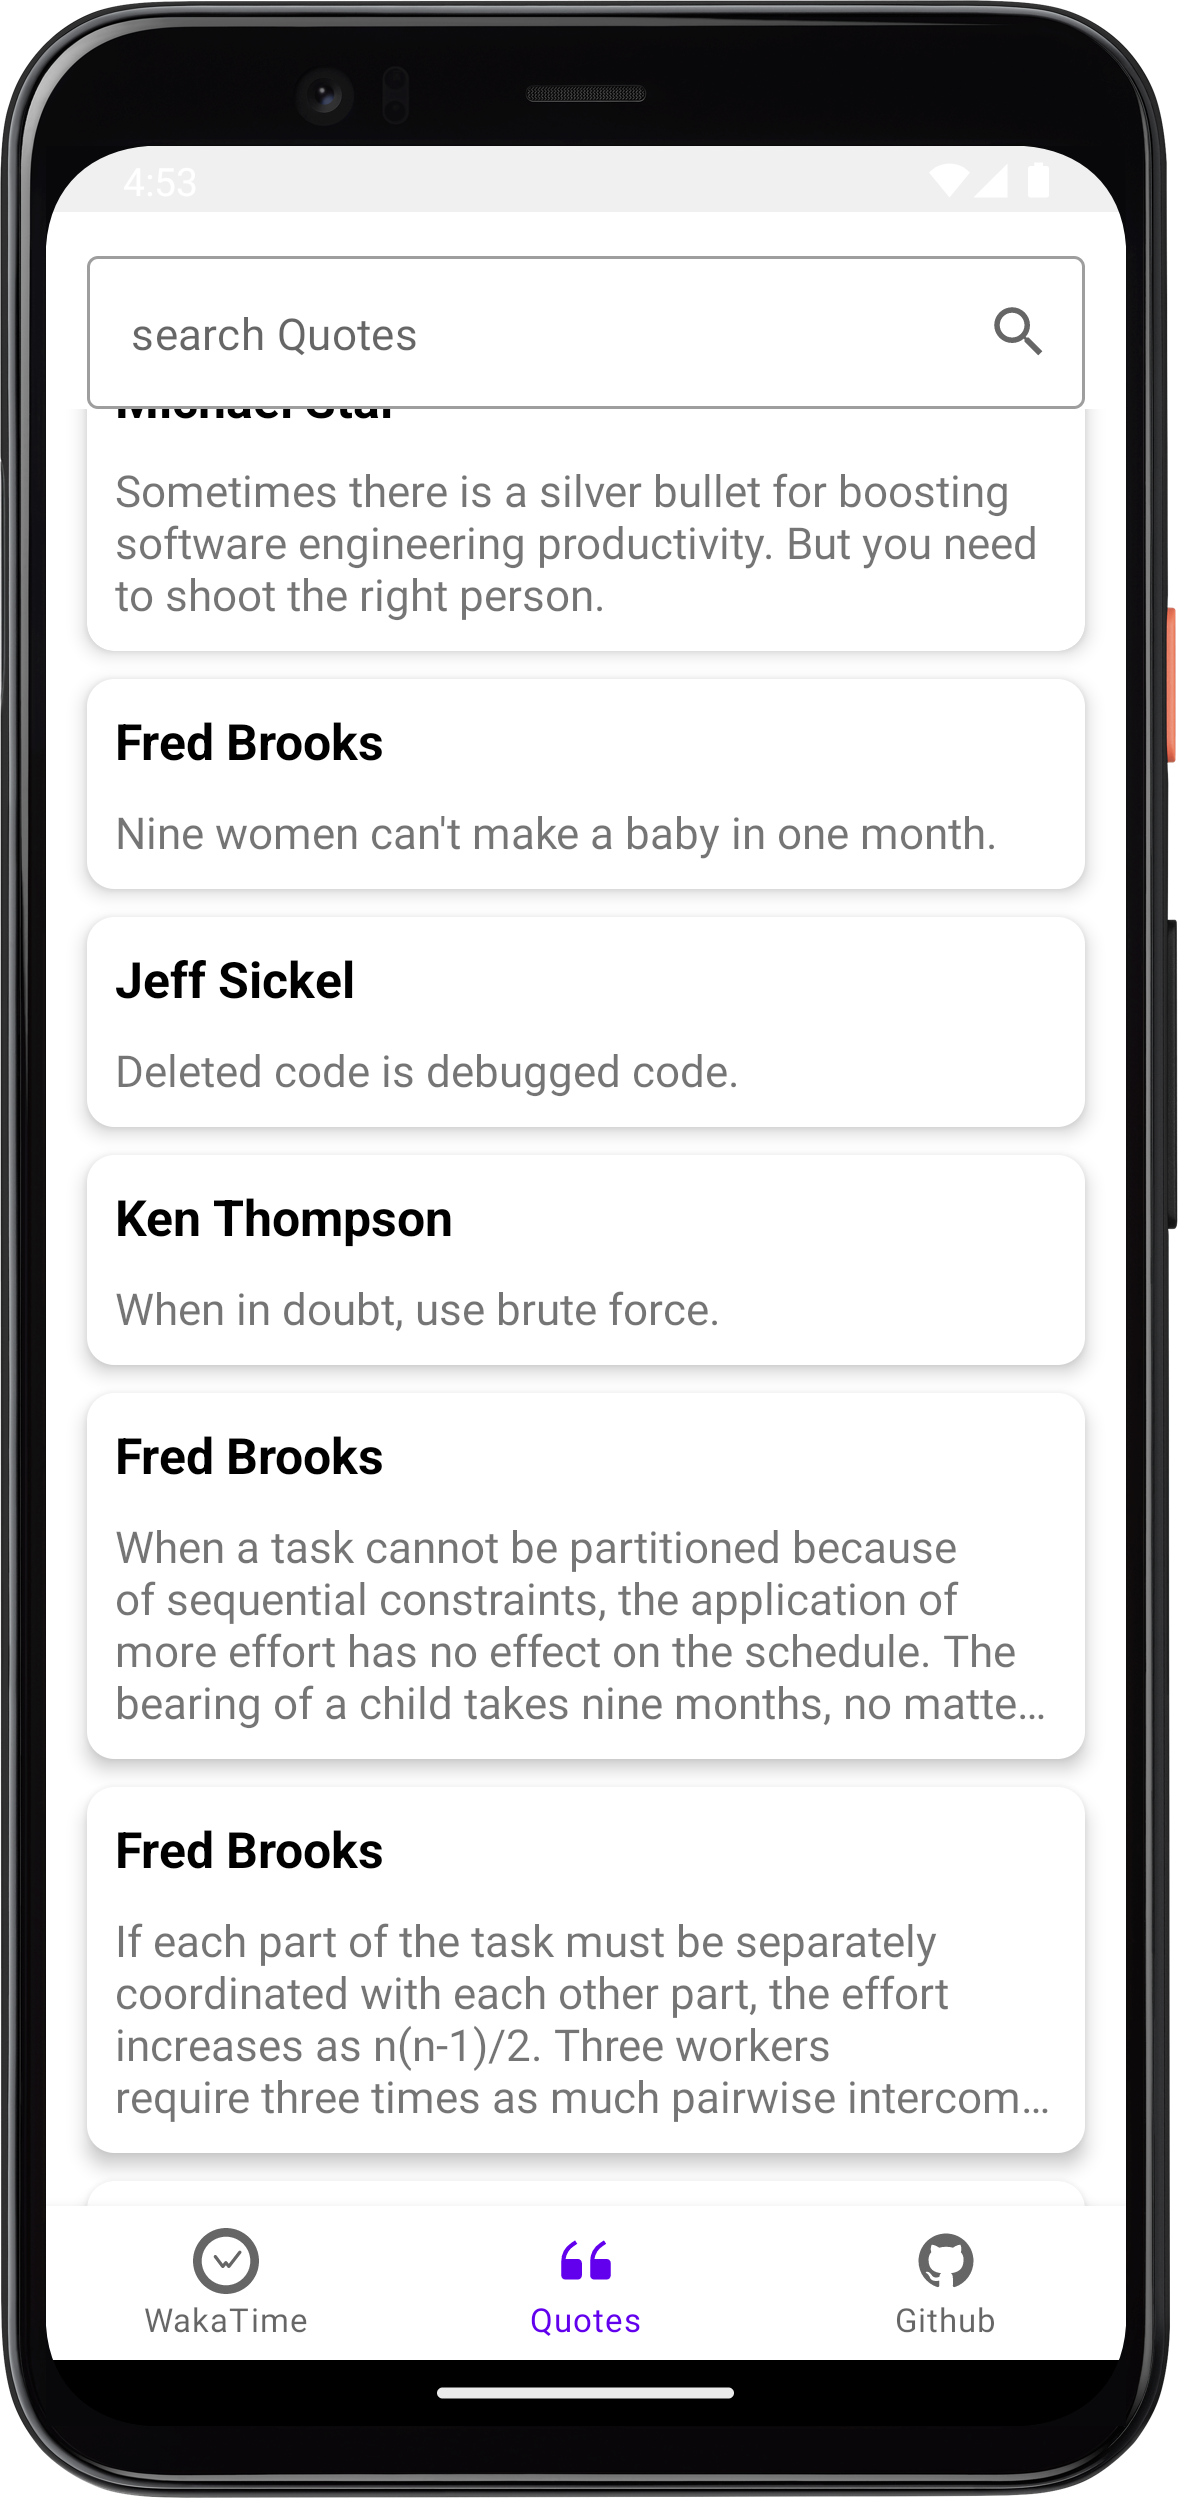 4:53
search Quotes
Sometimes there is a silver bullet for boosting
software engineering productivity. But you need
to shoot the right person.
Fred Brooks
Nine women can't make a baby in one month.
Jeff Sickel
Deleted code is debugged code.
Ken Thompson
When in doubt, use brute force.
Fred Brooks
When a task cannot be partitioned because
of sequential constraints, the application of
more effort has no effect on the schedule. The
bearing of a child takes nine months, no matte…
Fred Brooks
If each part of the task must be separately
coordinated with each other part, the effort
increases as n(n-1)/2. Three workers
require three times as much pairwise intercom…
WakaTime
Quotes
Github